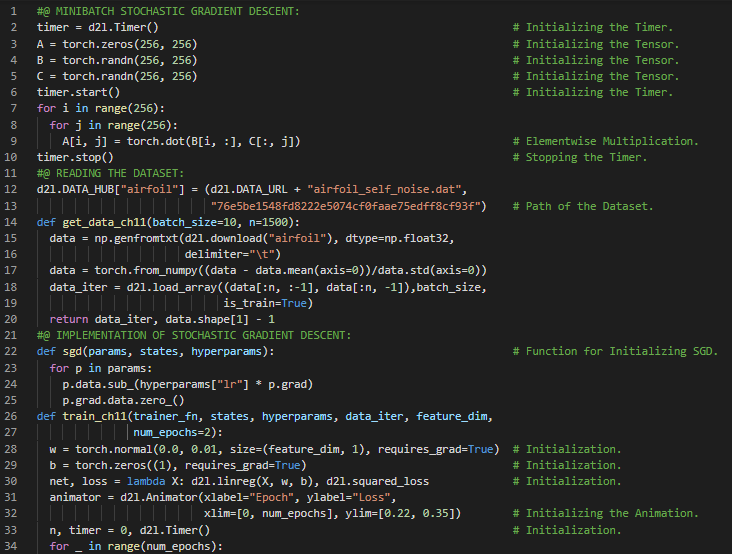 1 #@ MINIBATCH STOCHASTIC GRADIENT DESCENT:
2 timer = d2l.Timer() # Initializing the Timer.
3 A = torch.zeros(256, 256) # Initializing the Tensor.
4 B = torch.randn(256, 256) # Initializing the Tensor.
5 C = torch.randn(256, 256) # Initializing the Tensor.
6 timer.start() # Initializing the Timer.
7 for i in range(256):
8 for j in range(256):
9 A[i, j] = torch.dot(B[i, :], C[:, j]) # Elementwise Multiplication.
10 timer.stop() # Stopping the Timer.
11 #@ READING THE DATASET:
12 d2l.DATA_HUB["airfoil"] = (d2l.DATA_URL + "airfoil_self_noise.dat",
13 "76e5be1548fd8222e5074cf0faae75edff8cf93f") # Path of the Dataset.
14 def get_data_ch11(batch_size=10, n=1500):
15 data = np.genfromtxt(d2l.download("airfoil"), dtype=np.float32,
16 delimiter="\t")
17 data = torch.from_numpy((data - data.mean(axis=0))/data.std(axis=0))
18 data_iter = d2l.load_array((data[:n, :-1], data[:n, -1]),batch_size,
19 is_train=True)
20 return data_iter, data.shape[1] - 1
21 #@ IMPLEMENTATION OF STOCHASTIC GRADIENT DESCENT:
22 def sgd(params, states, hyperparams): # Function for Initializing SGD.
23 for p in params:
24 p.data.sub_(hyperparams["lr"] * p.grad)
25 p.grad.data.zero_()
26 def train_ch11(trainer_fn, states, hyperparams, data_iter, feature_dim,
27 num_epochs=2):
28 w = torch.normal(0.0, 0.01, size=(feature_dim, 1), requires_grad=True) # Initialization.
29 b = torch.zeros((1), requires_grad=True) # Initialization.
30 net, loss = lambda X: d2l.linreg(X, w, b), d2l.squared_loss # Initialization.
31 animator = d2l.Animator(xlabel="Epoch", ylabel="Loss",
32 xlim=[0, num_epochs], ylim=[0.22, 0.35]) # Initializing the Animation.
33 n, timer = 0, d2l.Timer() # Initialization.
34 for _ in range(num_epochs):